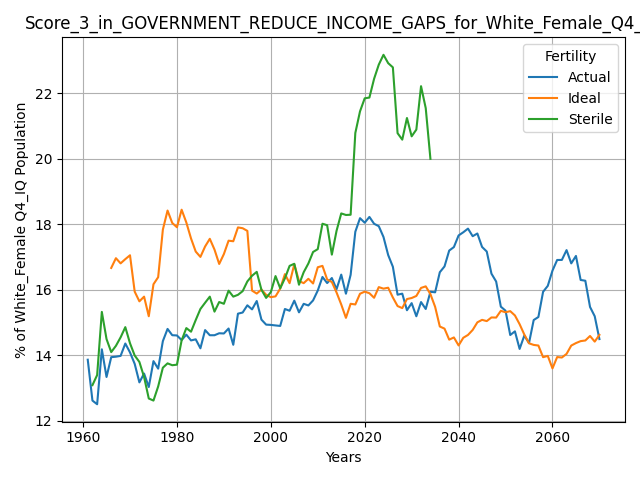 Score_3_in_GOVERNMENT_REDUCE_INCOME_GAPS_for_White_Female_Q4_
Fertility
Actual
Ideal
Sterile
% of White_Female Q4_IQ Population
22
20
18
16
14
12
1960 1980 2000 2020 2040 2060
Years